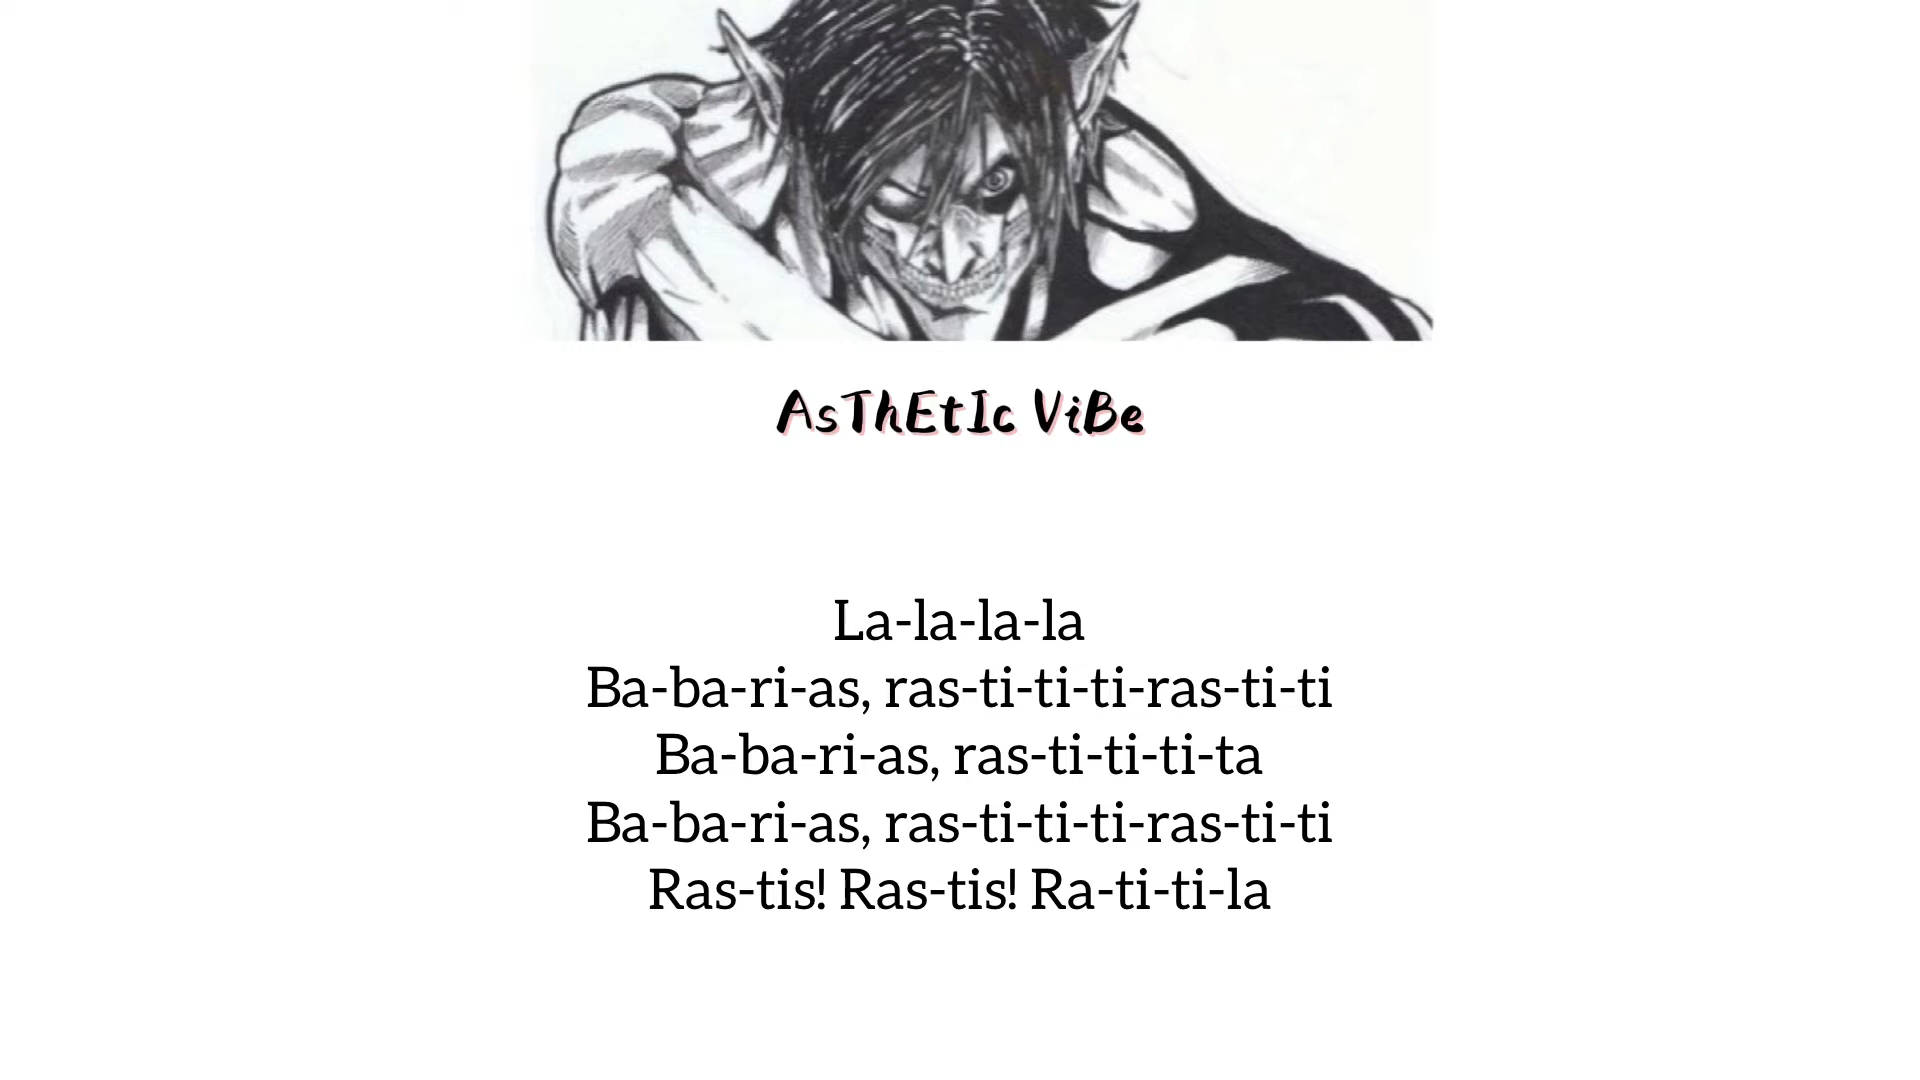 AsThEtIc ViBe
La-la-la-la
Ba-ba-ri-as, ras-ti-ti-ti-ras-ti-ti
Ba-ba-ri-as, ras-ti-ti-ti-ta
Ba-ba-ri-as, ras-ti-ti-ti-ras-ti-ti
Ras-tis! Ras-tis! Ra-ti-ti-la